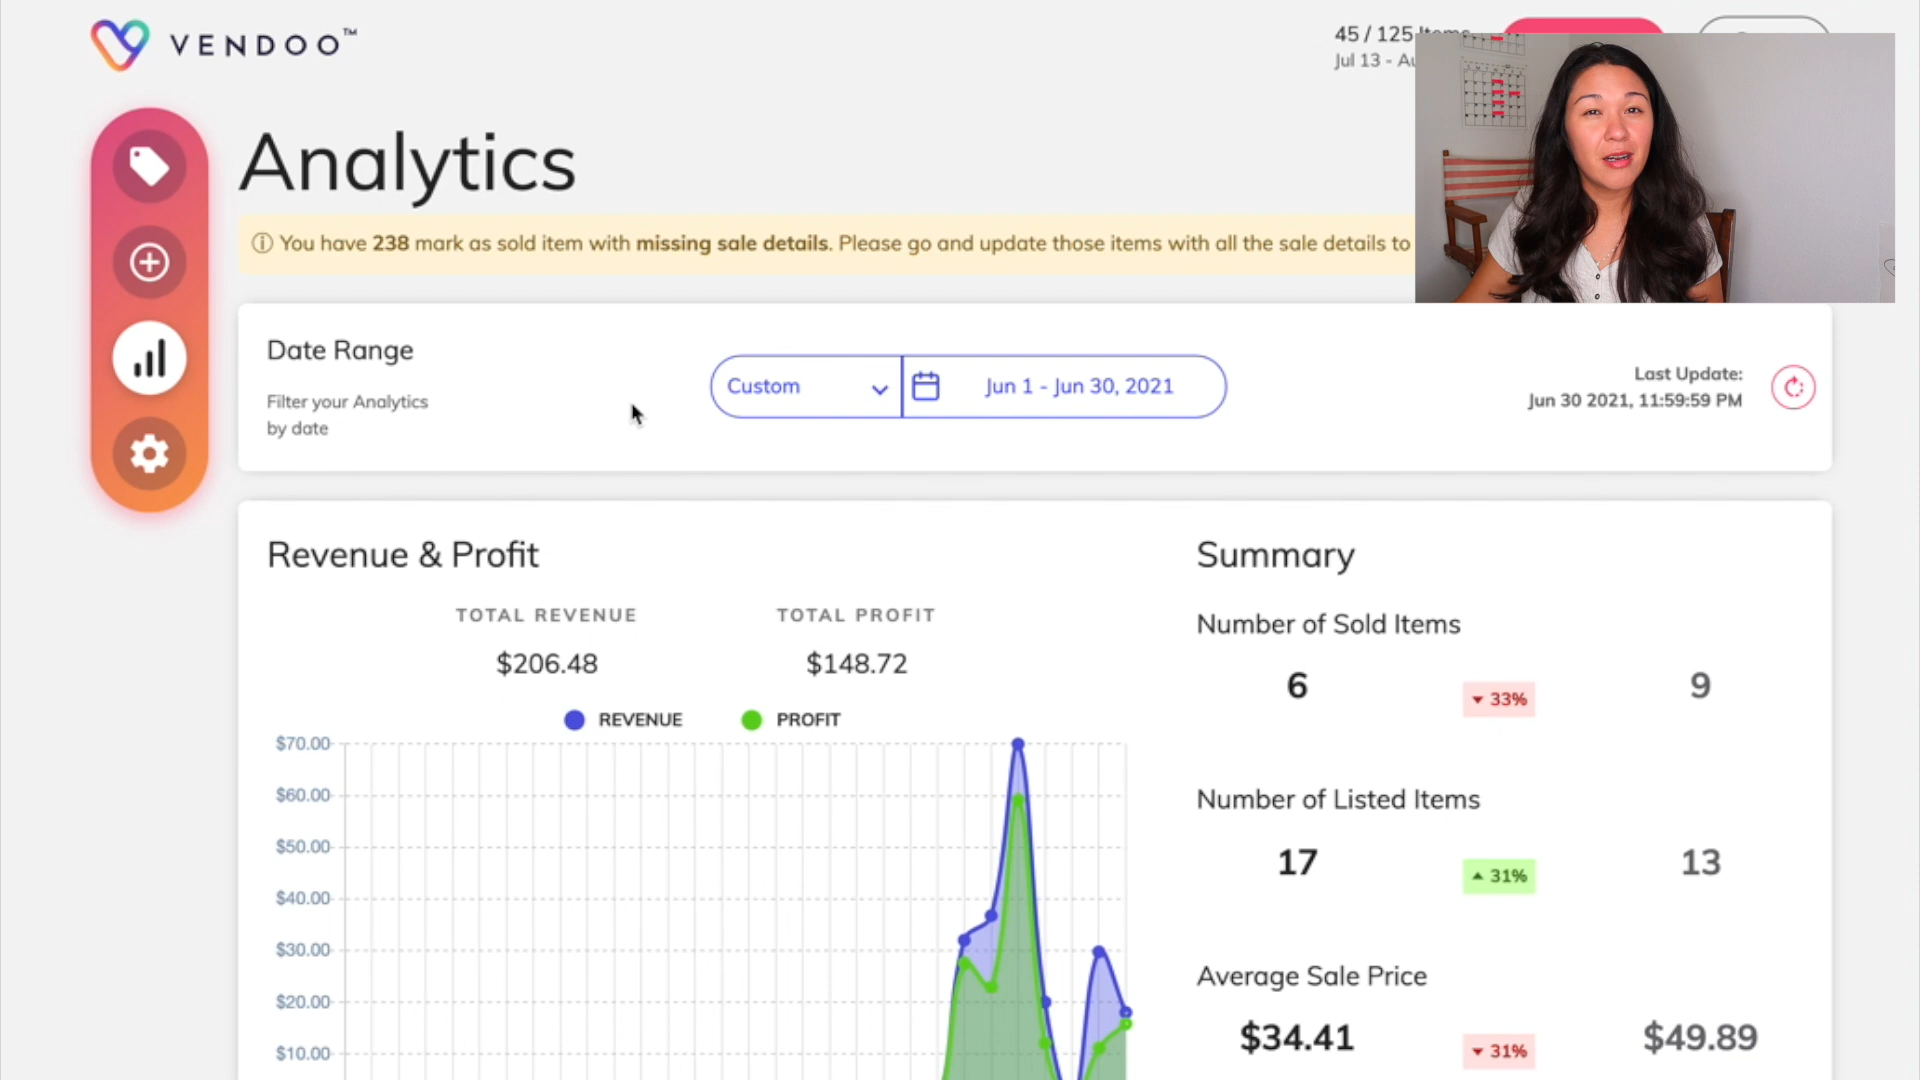 VENDOO™
45 / 125 Items
Jul 13 - Au
Analytics
You have 238 mark as sold item with missing sale details. Please go and update those items with all the sale details to
Date Range
Filter your Analytics
by date
Custom
Jun 1 - Jun 30, 2021
Last Update:
Jun 30 2021, 11:59:59 PM
Revenue & Profit
TOTAL REVENUE
TOTAL PROFIT
$206.48
$148.72
REVENUE
PROFIT
$70.00
$60.00
$50.00
$40.00
$30.00
$20.00
$10.00
Summary
Number of Sold Items
6
33%
9
Number of Listed Items
17
31%
13
Average Sale Price
$34.41
31%
$49.89